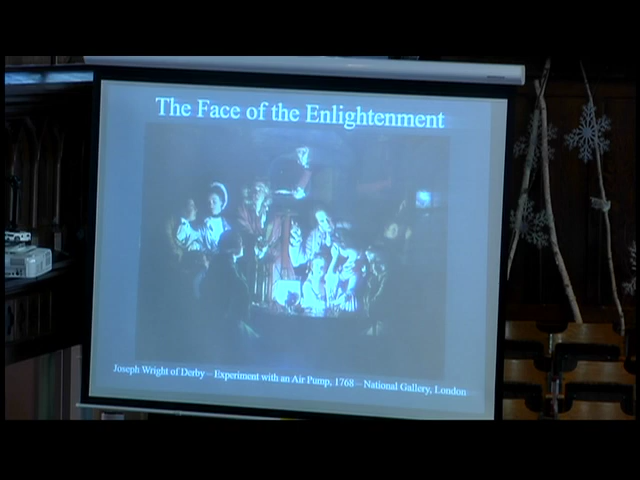 The Face of the Enlightenment
Joseph Wright of Derby – Experiment with an Air Pump, 1768 – National Gallery, London